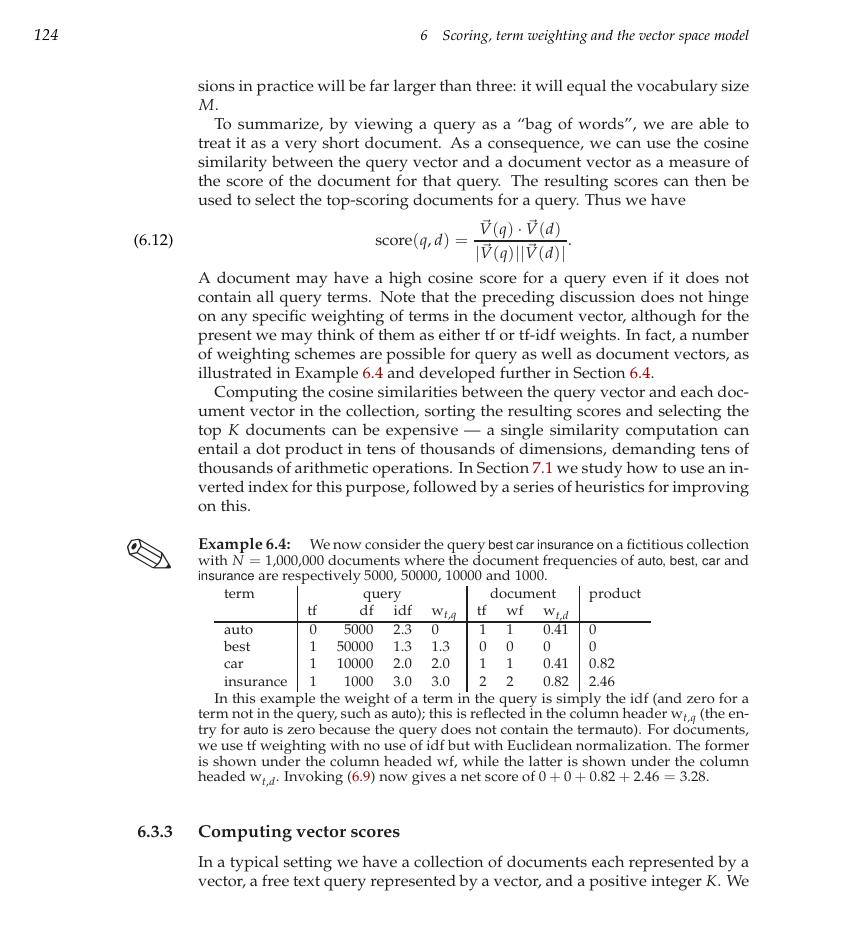 124
6 Scoring, term weighting and the vector space model
sions in practice will be far larger than three: it will equal the vocabulary size
M.
To summarize, by viewing a query as a “bag of words”, we are able to
treat it as a very short document. As a consequence, we can use the cosine
similarity between the query vector and a document vector as a measure of
the score of the document for that query. The resulting scores can then be
used to select the top-scoring documents for a query. Thus we have
(6.12) score(q, d) = V⃗(q) · V⃗(d) / |V⃗(q)||V⃗(d)|.
A document may have a high cosine score for a query even if it does not
contain all query terms. Note that the preceding discussion does not hinge
on any specific weighting of terms in the document vector, although for the
present we may think of them as either tf or tf-idf weights. In fact, a number
of weighting schemes are possible for query as well as document vectors, as
illustrated in Example 6.4 and developed further in Section 6.4.
Computing the cosine similarities between the query vector and each doc-
ument vector in the collection, sorting the resulting scores and selecting the
top K documents can be expensive — a single similarity computation can
entail a dot product in tens of thousands of dimensions, demanding tens of
thousands of arithmetic operations. In Section 7.1 we study how to use an in-
verted index for this purpose, followed by a series of heuristics for improving
on this.
Example 6.4: We now consider the query best car insurance on a fictitious collection
with N = 1,000,000 documents where the document frequencies of auto, best, car and
insurance are respectively 5000, 50000, 10000 and 1000.
term query document product
tf df idf w_{t,q} tf wf w_{t,d}
auto 0 5000 2.3 0 1 1 0.41 0
best 1 50000 1.3 1.3 0 0 0 0
car 1 10000 2.0 2.0 1 1 0.41 0.82
insurance 1 1000 3.0 3.0 2 2 0.82 2.46
In this example the weight of a term in the query is simply the idf (and zero for a
term not in the query, such as auto); this is reflected in the column header w_{t,q} (the en-
try for auto is zero because the query does not contain the termauto). For documents,
we use tf weighting with no use of idf but with Euclidean normalization. The former
is shown under the column headed wf, while the latter is shown under the column
headed w_{t,d}. Invoking (6.9) now gives a net score of 0 + 0 + 0.82 + 2.46 = 3.28.
6.3.3 Computing vector scores
In a typical setting we have a collection of documents each represented by a
vector, a free text query represented by a vector, and a positive integer K. We